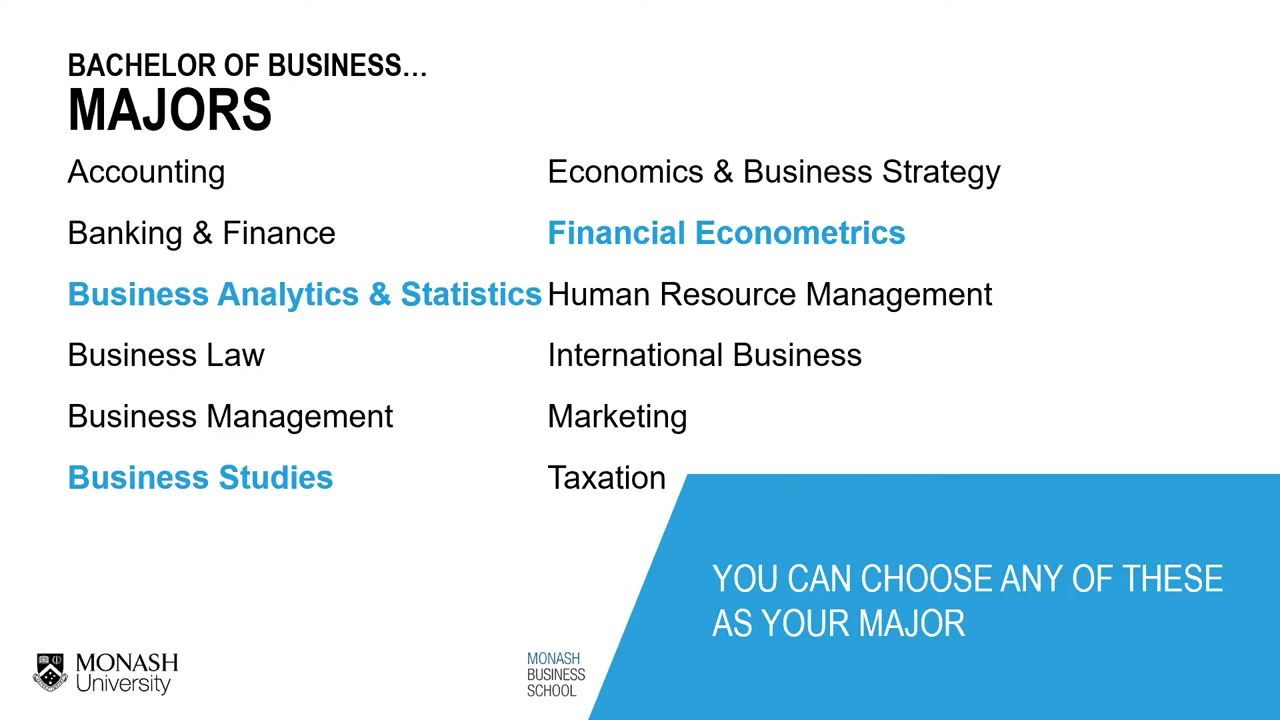 BACHELOR OF BUSINESS…
MAJORS
Accounting
Banking & Finance
Business Analytics & Statistics
Business Law
Business Management
Business Studies
Economics & Business Strategy
Financial Econometrics
Human Resource Management
International Business
Marketing
Taxation
YOU CAN CHOOSE ANY OF THESE
AS YOUR MAJOR
MONASH
University
MONASH
BUSINESS
SCHOOL